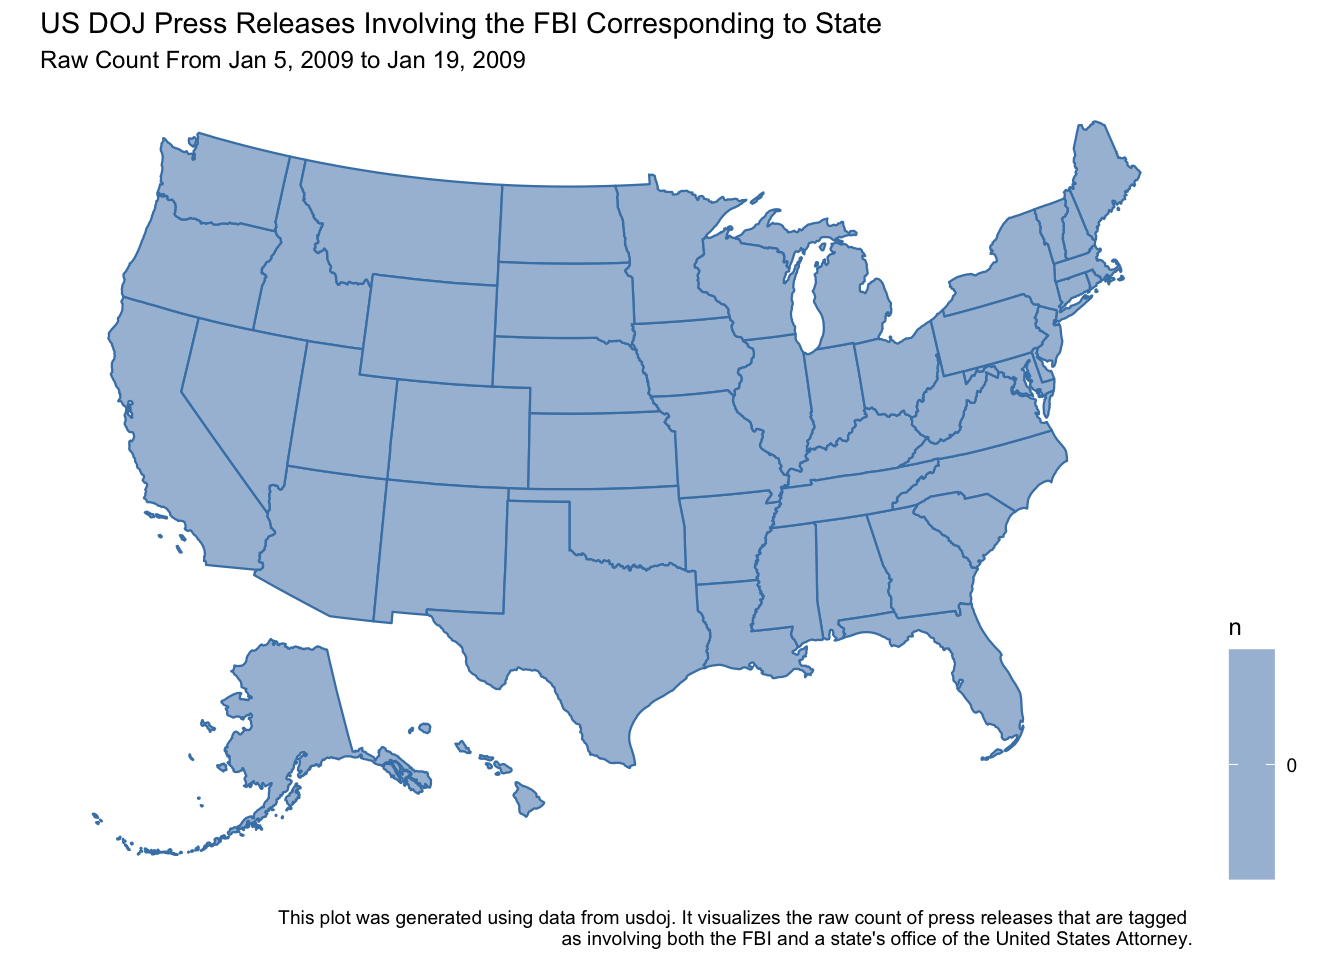 US DOJ Press Releases Involving the FBI Corresponding to State
Raw Count From Jan 5, 2009 to Jan 19, 2009
n
0
This plot was generated using data from usdoj. It visualizes the raw count of press releases that are tagged
as involving both the FBI and a state's office of the United States Attorney.